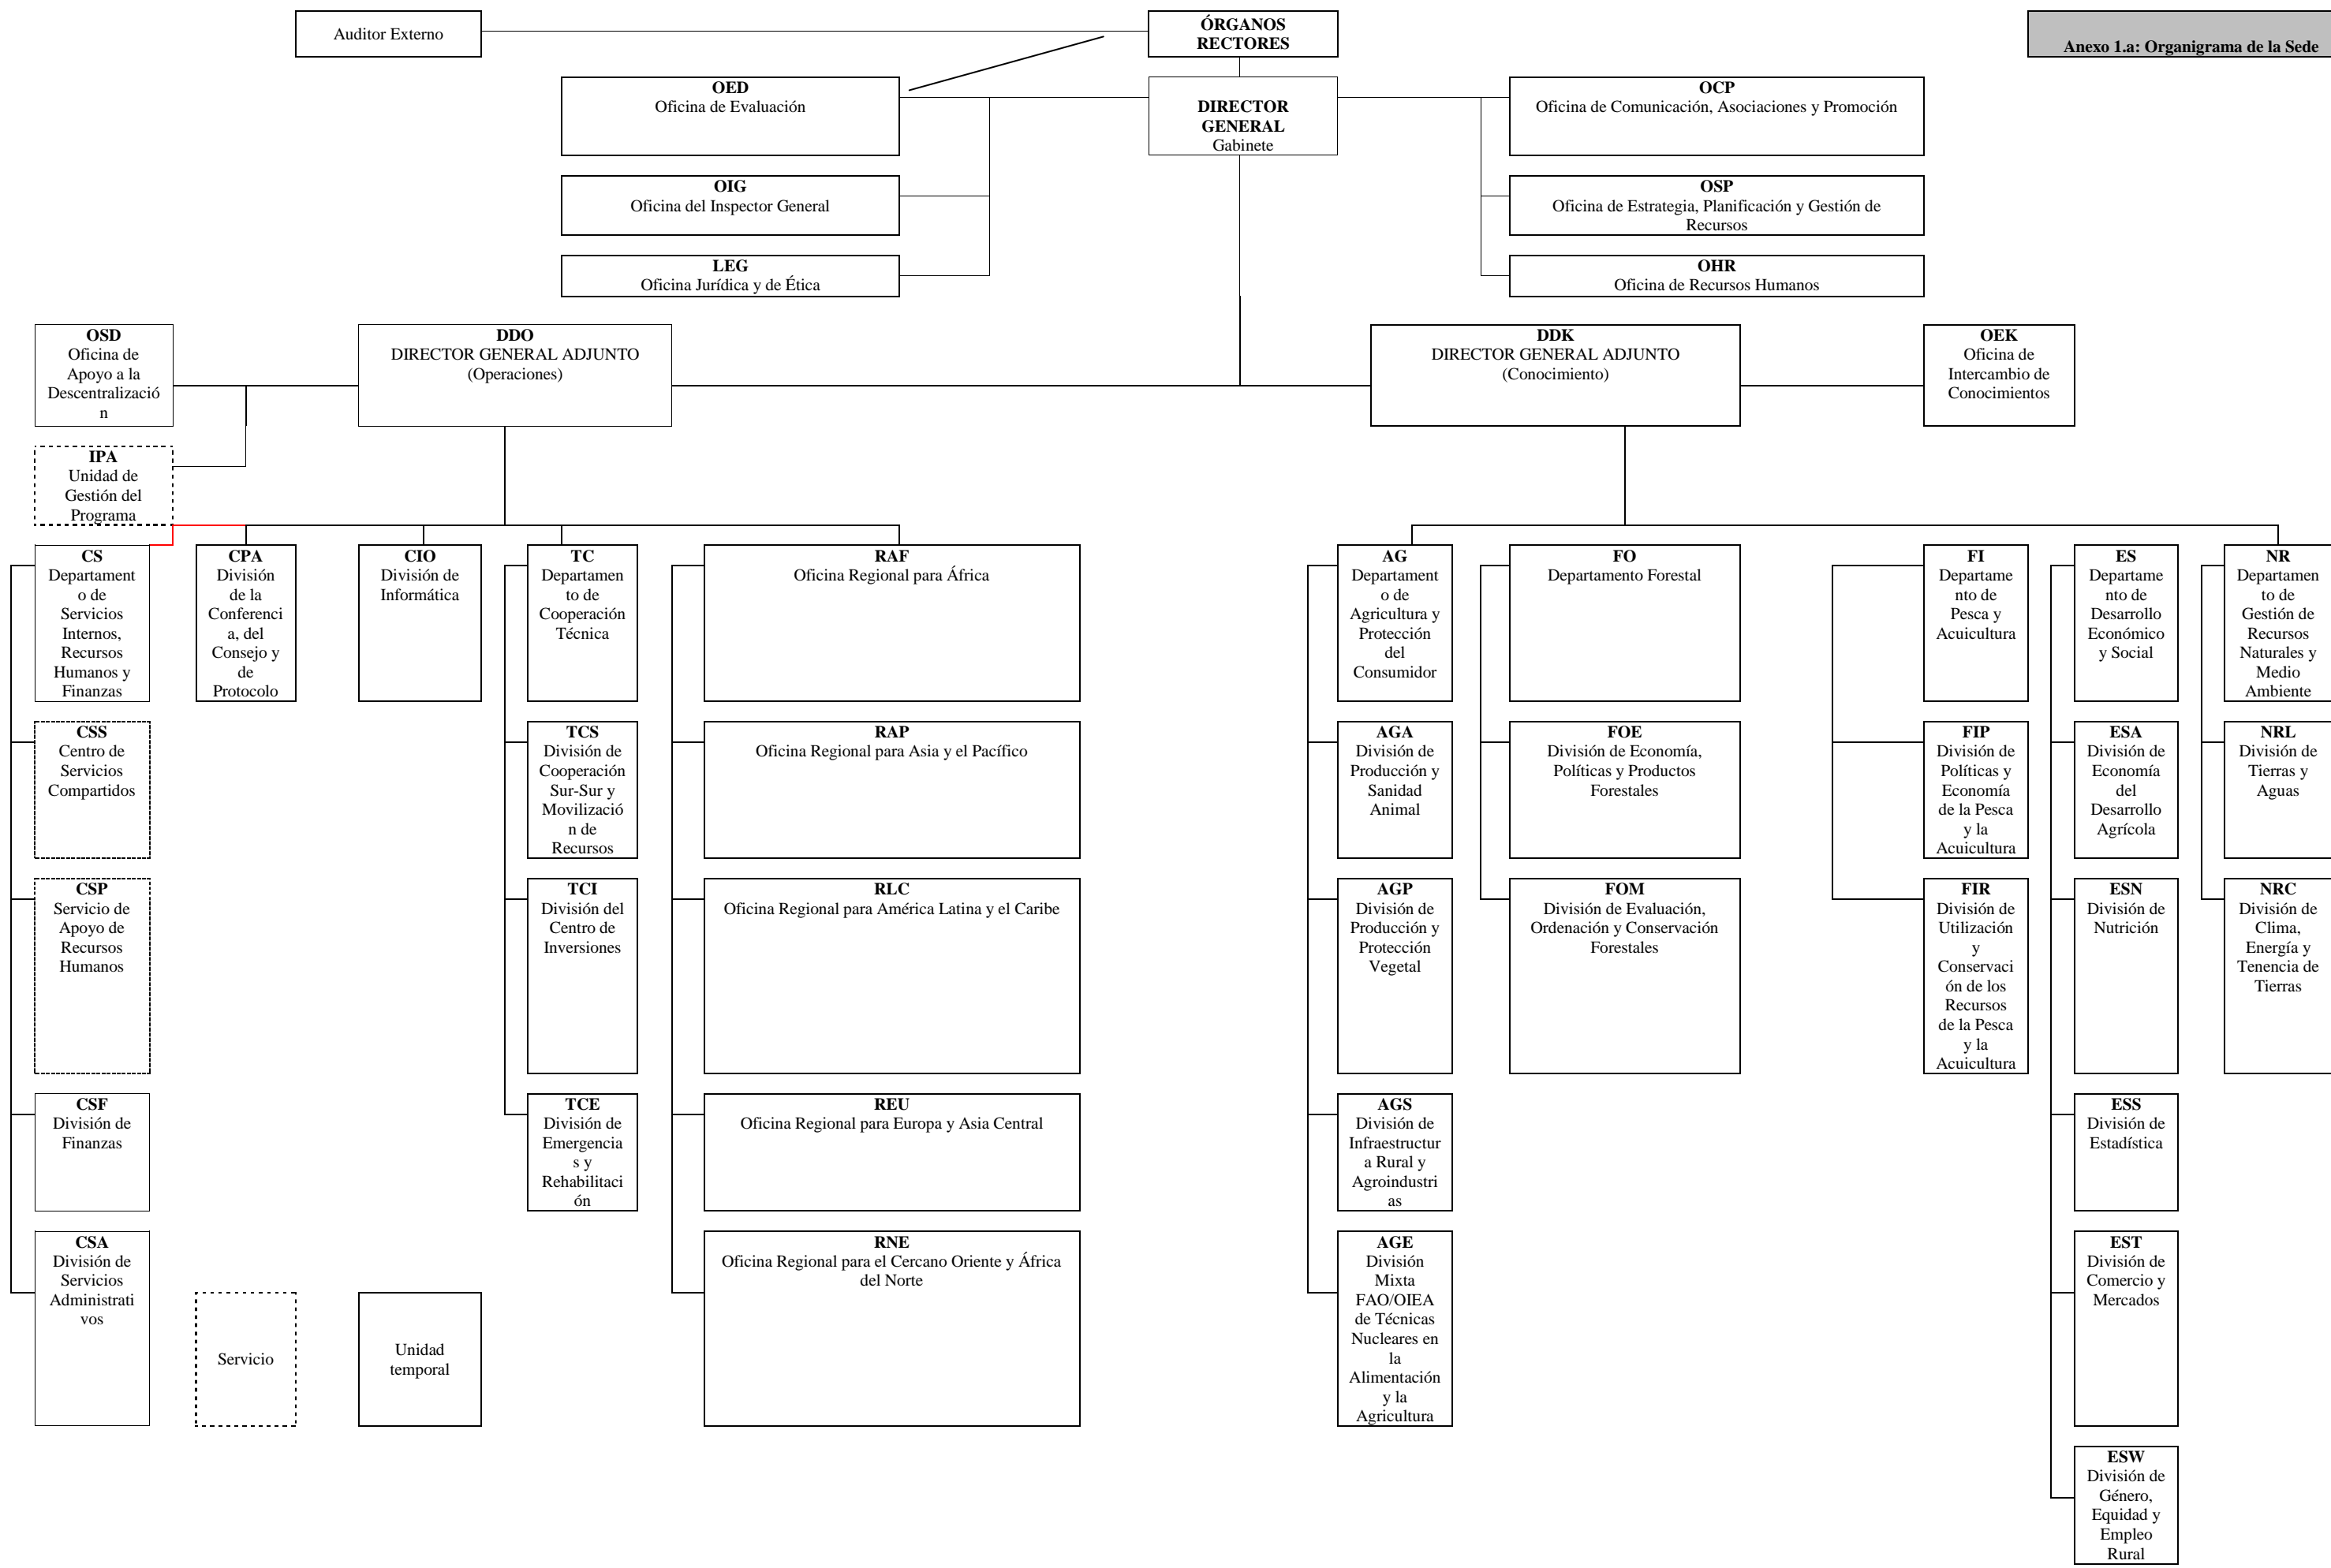 Auditor Externo
ÓRGANOS
RECTORES
Anexo 1.a: Organigrama de la Sede
OED
Oficina de Evaluación
DIRECTOR
GENERAL
Gabinete
OCP
Oficina de Comunicación, Asociaciones y Promoción
OIG
Oficina del Inspector General
OSP
Oficina de Estrategia, Planificación y Gestión de
Recursos
LEG
Oficina Jurídica y de Ética
OHR
Oficina de Recursos Humanos
OSD
Oficina de
Apoyo a la
Descentralizació
n
DDO
DIRECTOR GENERAL ADJUNTO
(Operaciones)
DDK
DIRECTOR GENERAL ADJUNTO
(Conocimiento)
OEK
Oficina de
Intercambio de
Conocimientos
IPA
Unidad de
Gestión del
Programa
CS
Departament
o de
Servicios
Internos,
Recursos
Humanos y
Finanzas
CPA
División
de la
Conferenci
a, del
Consejo y
de
Protocolo
CIO
División de
Informática
TC
Departamen
to de
Cooperación
Técnica
RAF
Oficina Regional para África
AG
Departament
o de
Agricultura y
Protección
del
Consumidor
FO
Departamento Forestal
FI
Departame
nto de
Pesca y
Acuicultura
ES
Departame
nto de
Desarrollo
Económico
y Social
NR
Departamen
to de
Gestión de
Recursos
Naturales y
Medio
Ambiente
CSS
Centro de
Servicios
Compartidos
TCS
División de
Cooperación
Sur-Sur y
Movilizació
n de
Recursos
RAP
Oficina Regional para Asia y el Pacífico
AGA
División de
Producción y
Sanidad
Animal
FOE
División de Economía,
Políticas y Productos
Forestales
FIP
División de
Políticas y
Economía
de la Pesca
y la
Acuicultura
ESA
División de
Economía
del
Desarrollo
Agrícola
NRL
División de
Tierras y
Aguas
CSP
Servicio de
Apoyo de
Recursos
Humanos
TCI
División del
Centro de
Inversiones
RLC
Oficina Regional para América Latina y el Caribe
AGP
División de
Producción y
Protección
Vegetal
FOM
División de Evaluación,
Ordenación y Conservación
Forestales
FIR
División de
Utilización
y
Conservaci
ón de los
Recursos
de la Pesca
y la
Acuicultura
ESN
División de
Nutrición
NRC
División de
Clima,
Energía y
Tenencia de
Tierras
CSF
División de
Finanzas
TCE
División de
Emergencia
s y
Rehabilitaci
ón
REU
Oficina Regional para Europa y Asia Central
AGS
División de
Infraestructur
a Rural y
Agroindustri
as
ESS
División de
Estadística
CSA
División de
Servicios
Administrati
vos
Servicio
Unidad
temporal
RNE
Oficina Regional para el Cercano Oriente y África
del Norte
AGE
División
Mixta
FAO/OIEA
de Técnicas
Nucleares en
la
Alimentación
y la
Agricultura
EST
División de
Comercio y
Mercados
ESW
División de
Género,
Equidad y
Empleo
Rural